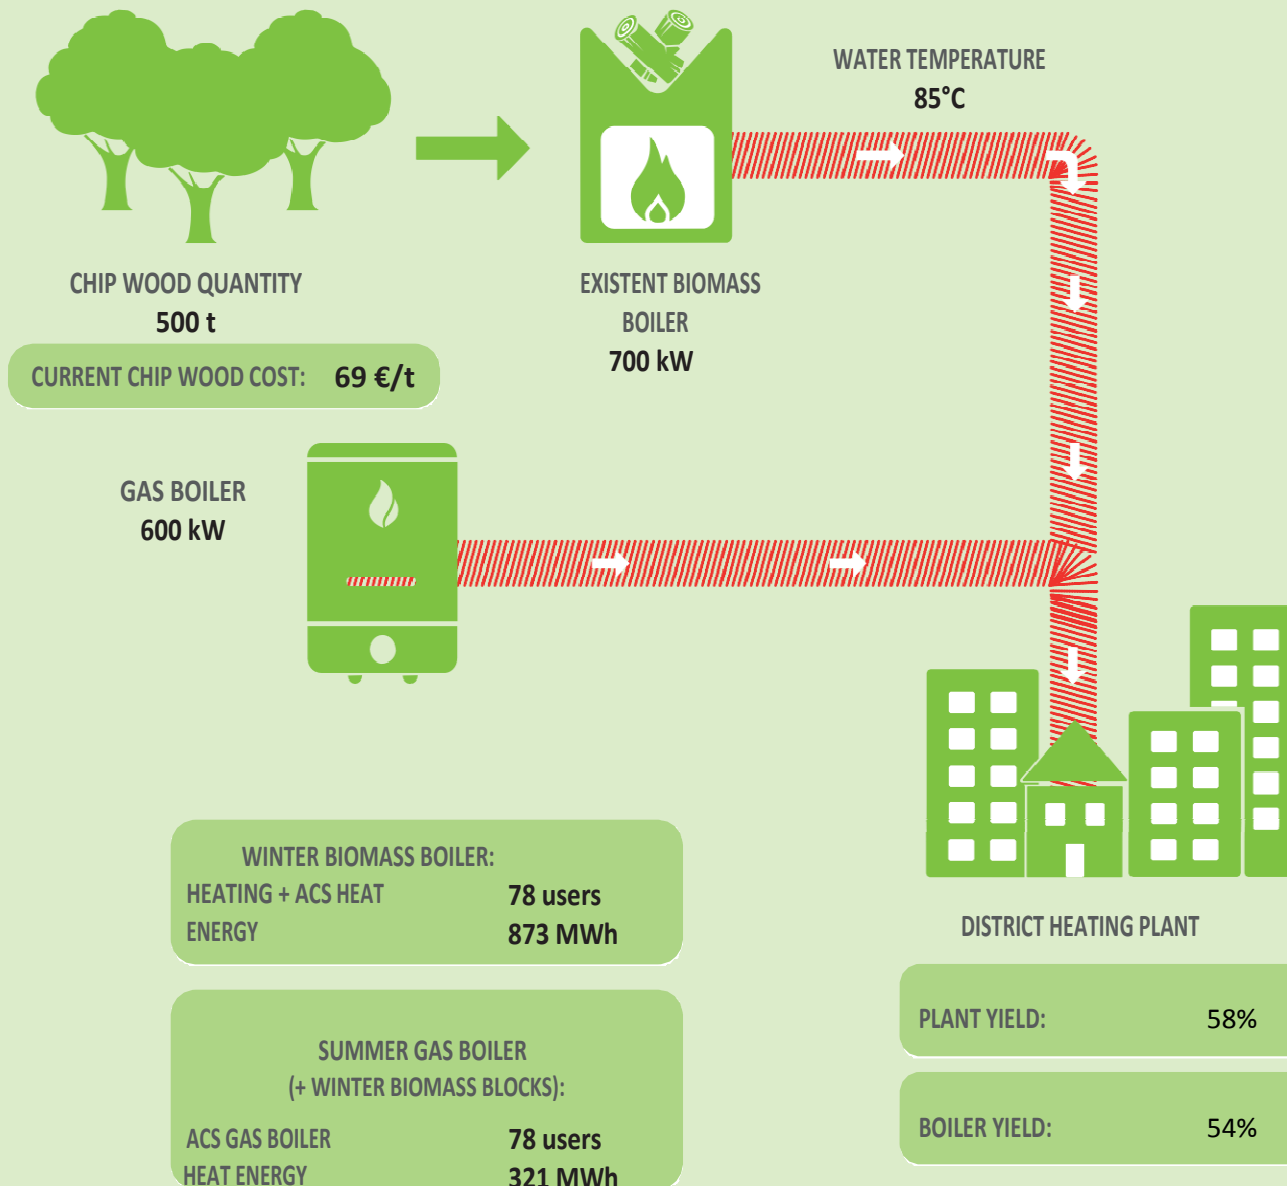 WATER TEMPERATURE
85°C
CHIP WOOD QUANTITY
500 t
CURRENT CHIP WOOD COST: 69 €/t
EXISTENT BIOMASS
BOILER
700 kW
GAS BOILER
600 kW
WINTER BIOMASS BOILER:
HEATING + ACS HEAT 78 users
ENERGY 873 MWh
SUMMER GAS BOILER
(+ WINTER BIOMASS BLOCKS):
ACS GAS BOILER 78 users
HEAT ENERGY 321 MWh
DISTRICT HEATING PLANT
PLANT YIELD: 58%
BOILER YIELD: 54%